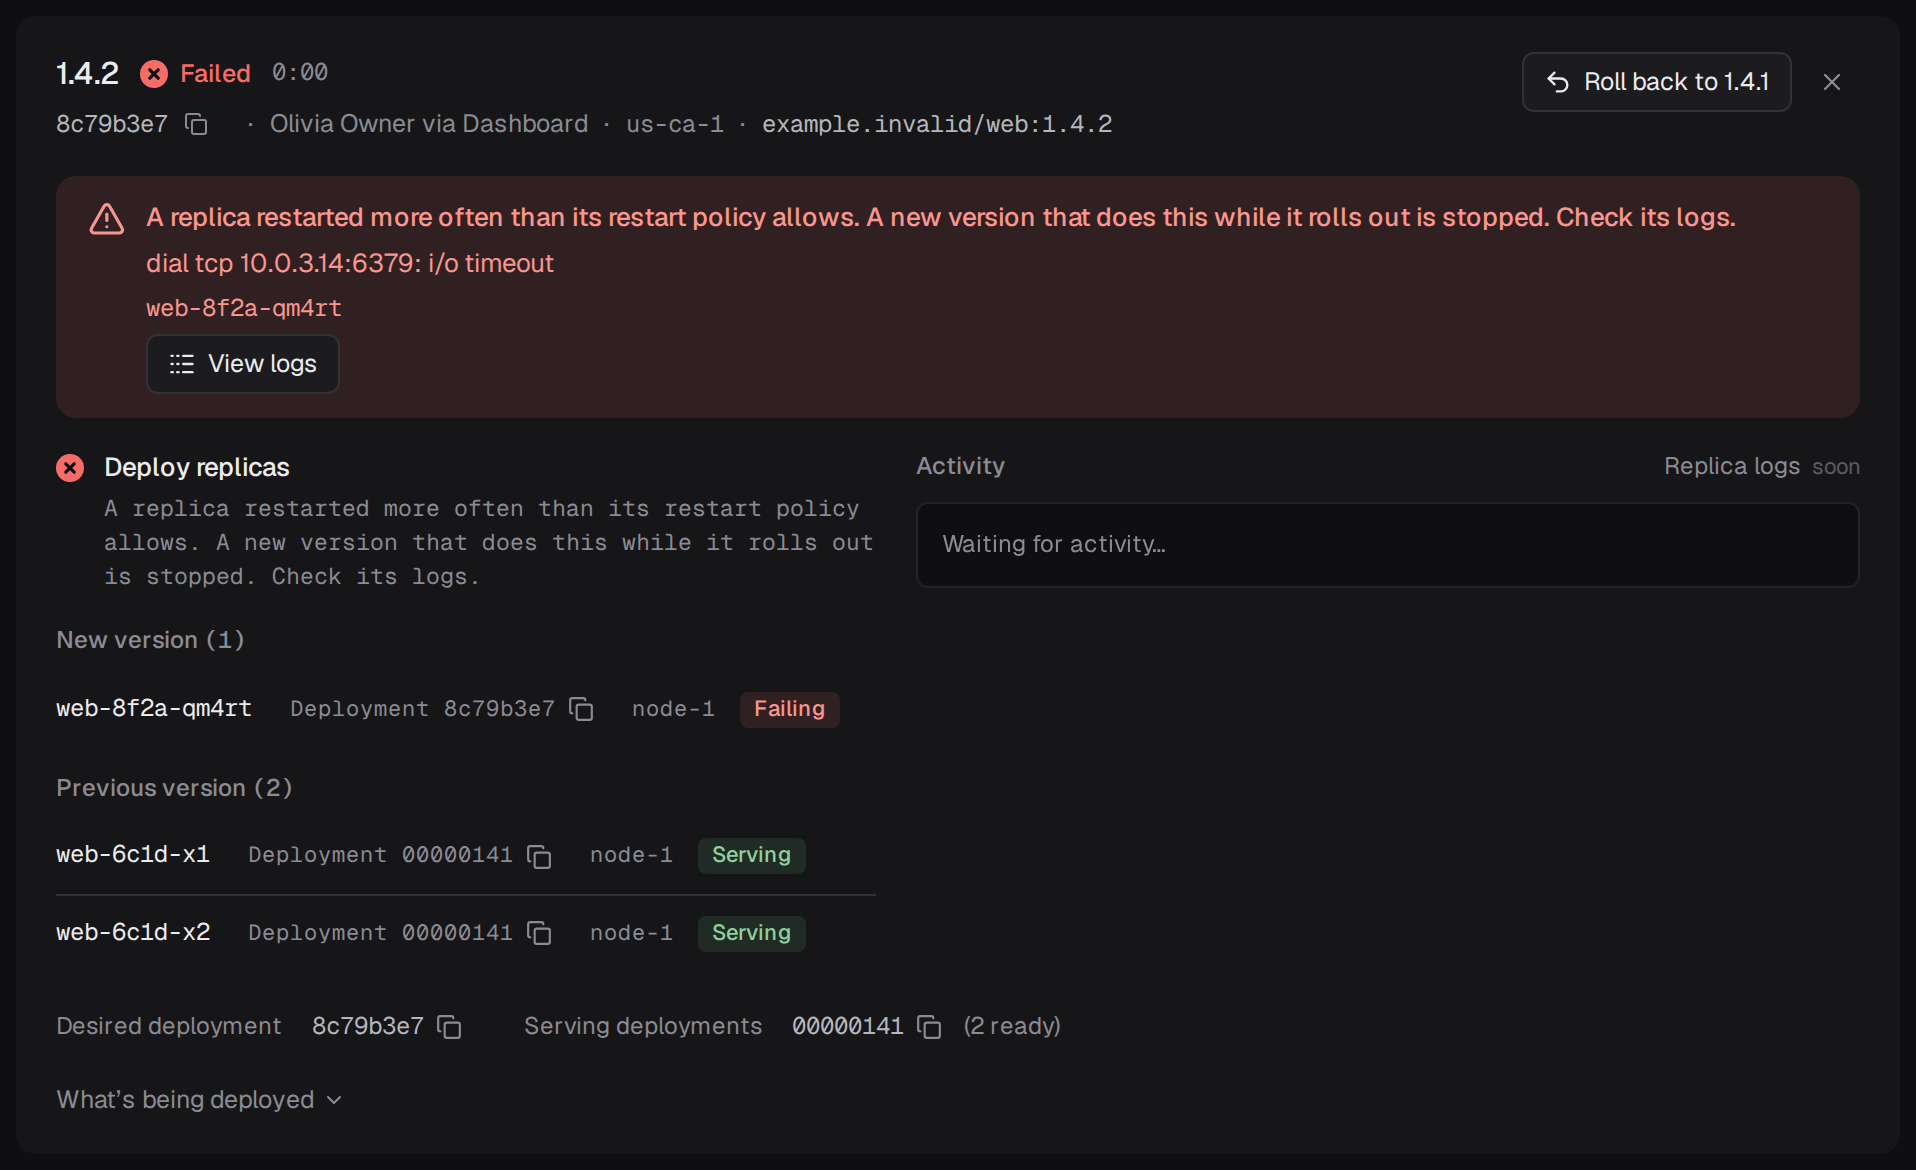 1.4.2 Failed 0:00
Roll back to 1.4.1
8c79b3e7 · Olivia Owner via Dashboard · us-ca-1 · example.invalid/web:1.4.2
A replica restarted more often than its restart policy allows. A new version that does this while it rolls out is stopped. Check its logs.
dial tcp 10.0.3.14:6379: i/o timeout
web-8f2a-qm4rt
View logs
Deploy replicas
A replica restarted more often than its restart policy
allows. A new version that does this while it rolls out
is stopped. Check its logs.
Activity
Replica logs soon
Waiting for activity…
New version (1)
web-8f2a-qm4rt Deployment 8c79b3e7 node-1 Failing
Previous version (2)
web-6c1d-x1 Deployment 00000141 node-1 Serving
web-6c1d-x2 Deployment 00000141 node-1 Serving
Desired deployment 8c79b3e7 Serving deployments 00000141 (2 ready)
What’s being deployed